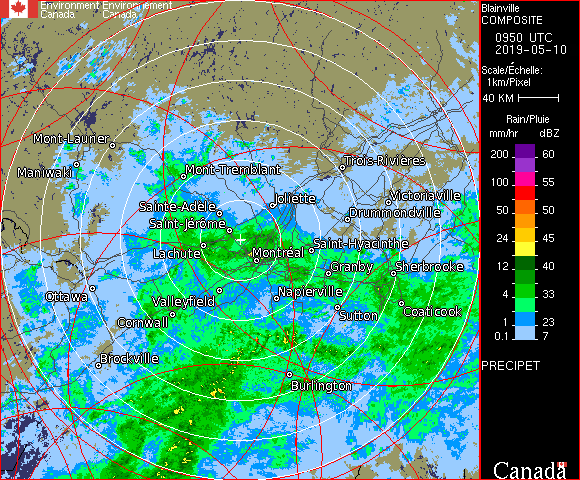 Environment Environnement
Canada Canada
Blainville
COMPOSITE
0950 UTC
2019-05-10
Scale/Échelle:
1km/Pixel
40 KM
Rain/Pluie
mm/hr dBZ
200 60
100 55
50 50
24 45
12 40
4 33
1 23
0.1 7
PRECIPET
Mont-Laurier
Maniwaki
Mont-Tremblant
Trois-Rivières
Sainte-Adele
Joliette
Victoriaville
Drummondville
Saint-Jérôme
Lachute
Montréal
Saint-Hyacinthe
Granby
Sherbrooke
Ottawa
Valleyfield
Napierville
Cornwall
Sutton
Coaticook
Brockville
Burlington
Canada